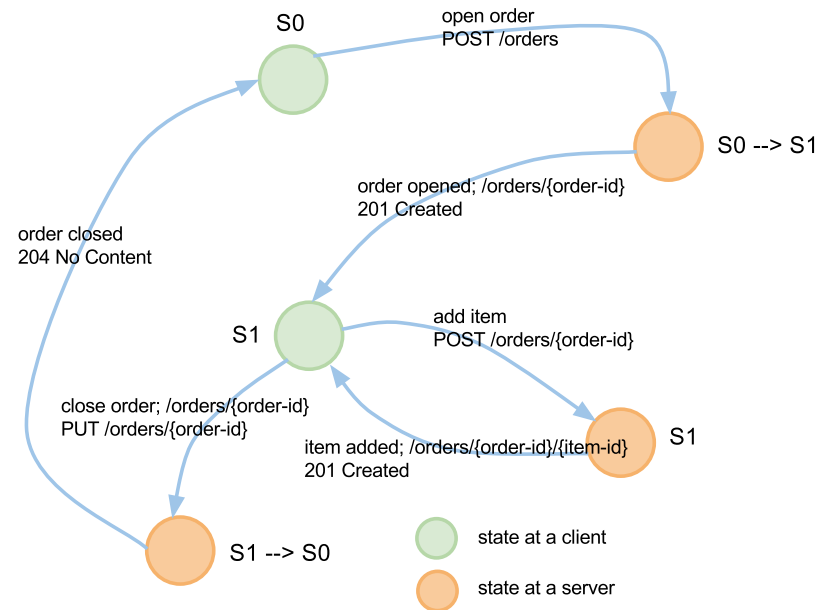 S0
open order
POST /orders
S0 --> S1
order opened; /orders/{order-id}
201 Created
order closed
204 No Content
S1
add item
POST /orders/{order-id}
close order; /orders/{order-id}
PUT /orders/{order-id}
item added; /orders/{order-id}/{item-id}
201 Created
S1
S1 --> S0
state at a client
state at a server